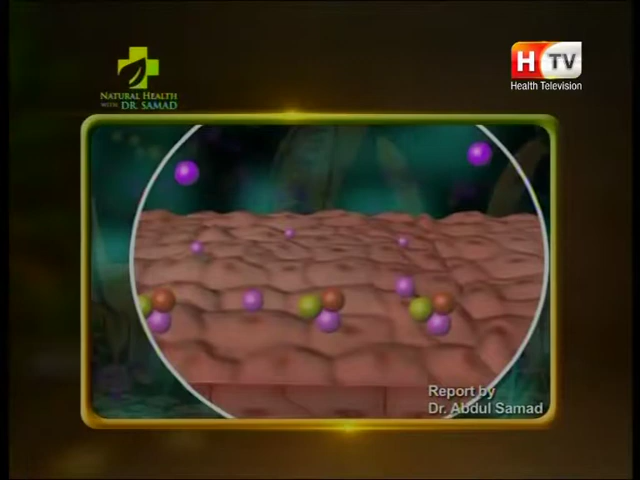 NATURAL HEALTH
WITH DR. SAMAD
H TV
Health Television
Report by
Dr. Abdul Samad